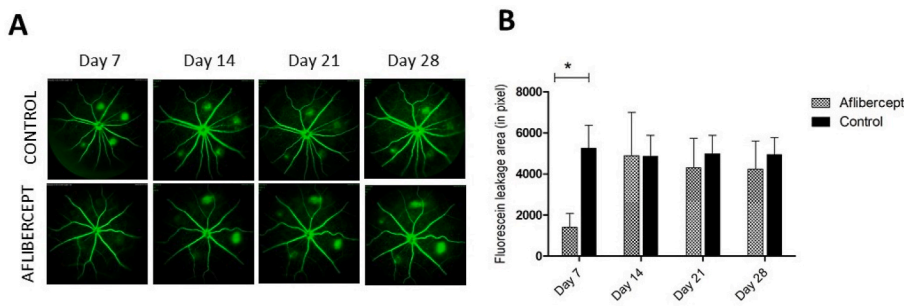 A
Day 7 Day 14 Day 21 Day 28
CONTROL
AFLIBERCEPT
B
*
Fluorescein leakage area (in pixel)
8000
6000
4000
2000
0
Day 7 Day 14 Day 21 Day 28
Aflibercept
Control